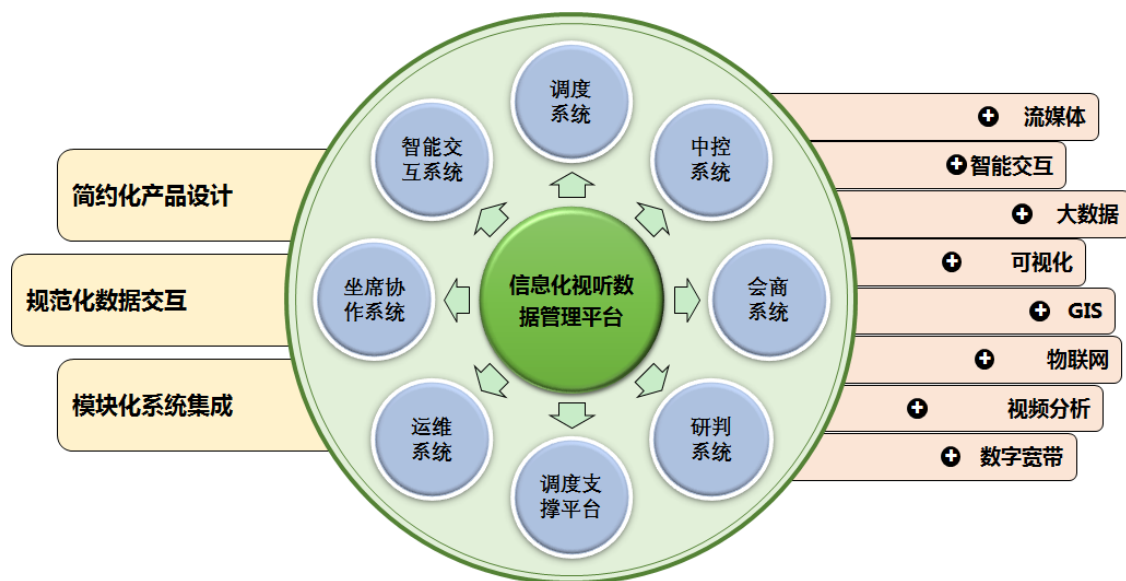 简约化产品设计
规范化数据交互
模块化系统集成
调度
系统
智能交
互系统
中控
系统
坐席协
作系统
信息化视听数
据管理平台
会商
系统
运维
系统
研判
系统
调度支
撑平台
流媒体
智能交互
大数据
可视化
GIS
物联网
视频分析
数字宽带